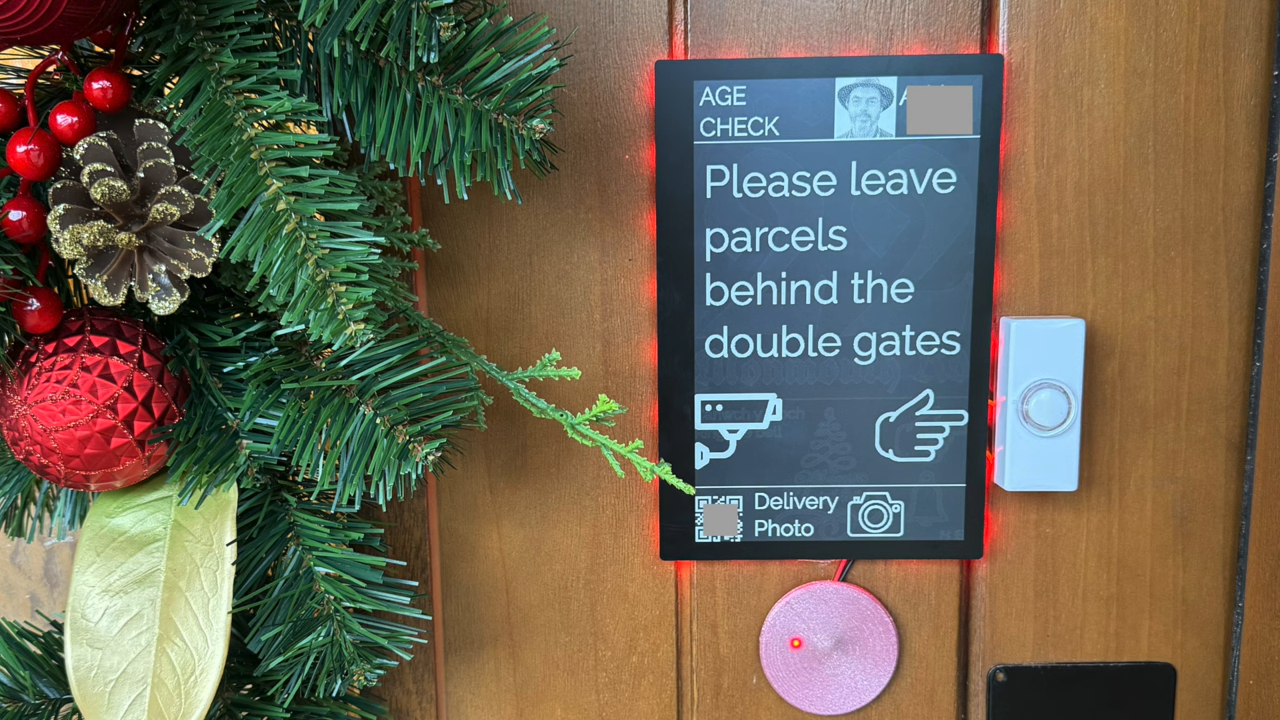 AGE
CHECK
Please leave
parcels
behind the
double gates
Delivery
Photo